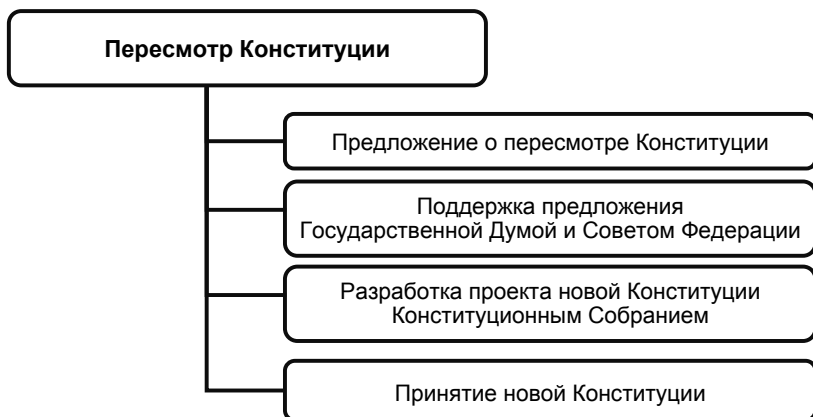 Пересмотр Конституции
Предложение о пересмотре Конституции
Поддержка предложения
Государственной Думой и Советом Федерации
Разработка проекта новой Конституции
Конституционным Собранием
Принятие новой Конституции